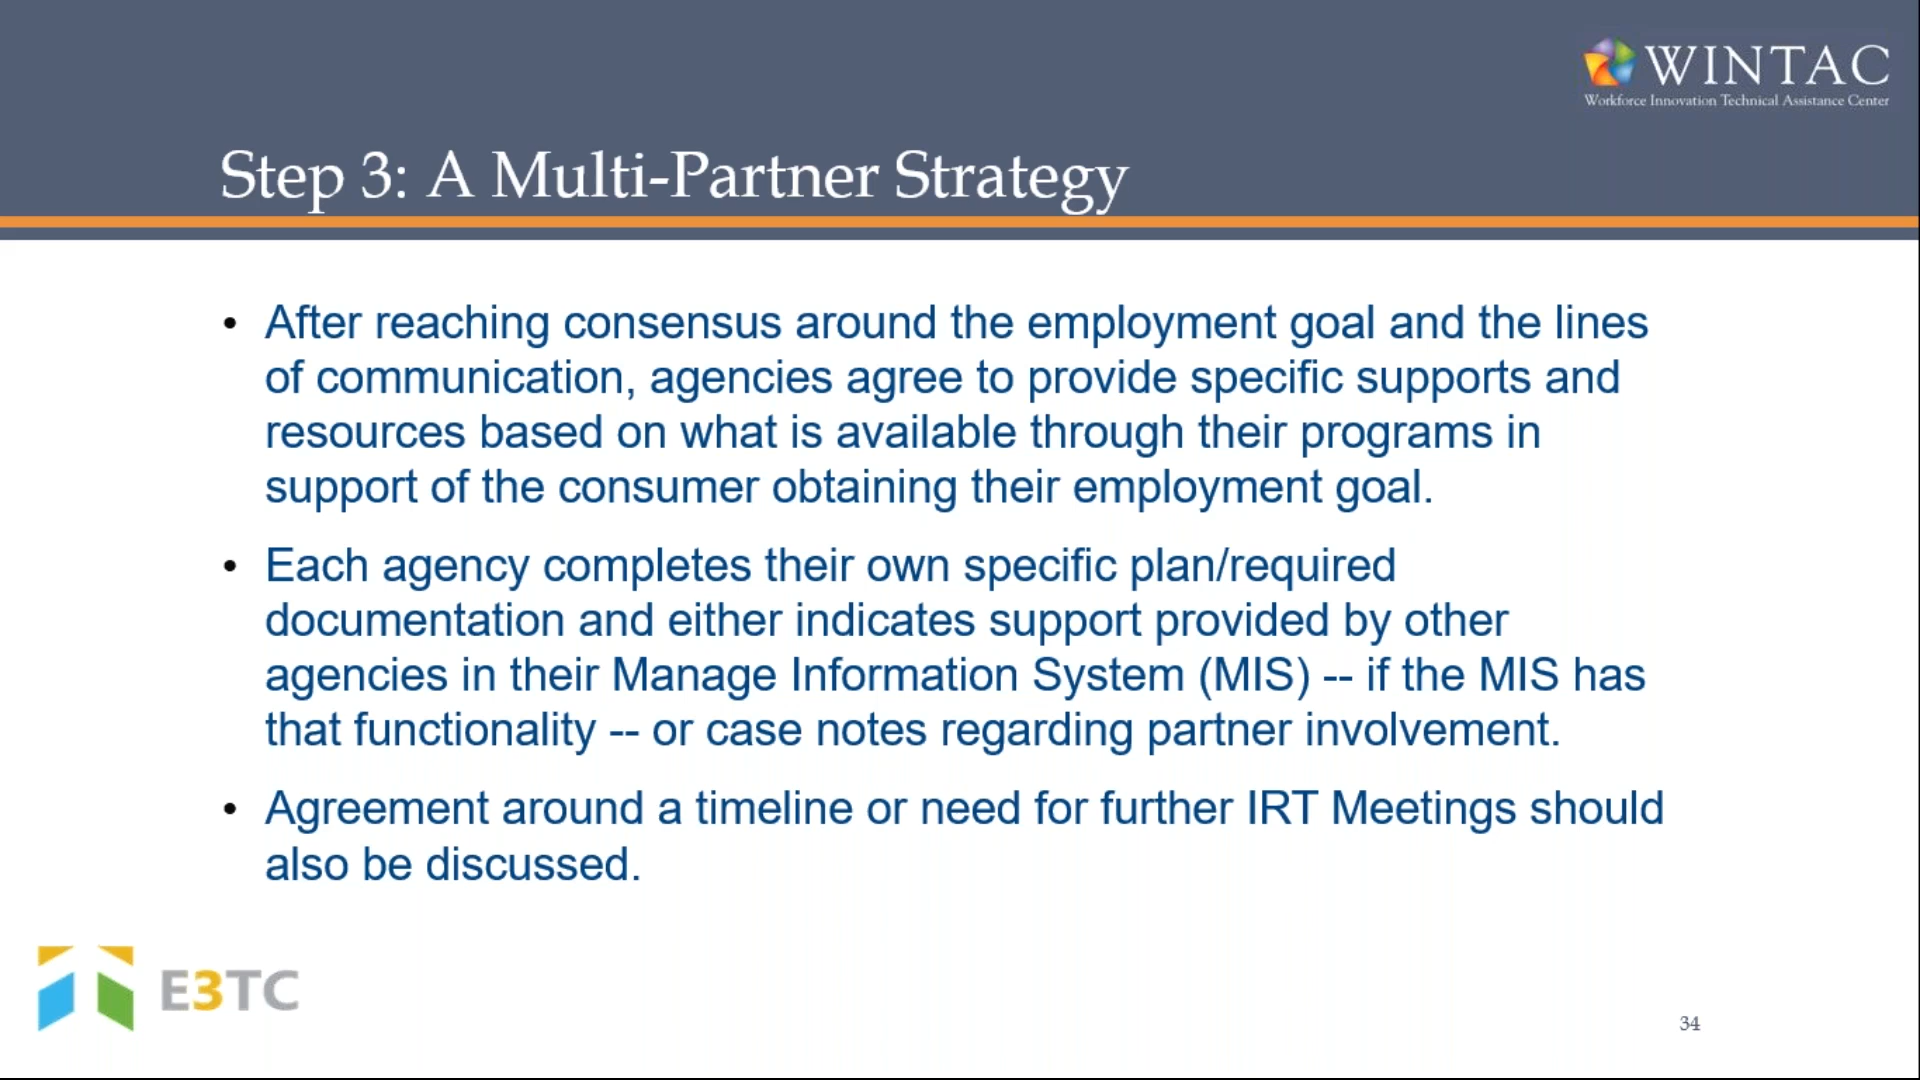 WINTAC
Workforce Innovation Technical Assistance Center
Step 3: A Multi-Partner Strategy
• After reaching consensus around the employment goal and the lines
of communication, agencies agree to provide specific supports and
resources based on what is available through their programs in
support of the consumer obtaining their employment goal.
• Each agency completes their own specific plan/required
documentation and either indicates support provided by other
agencies in their Manage Information System (MIS) -- if the MIS has
that functionality -- or case notes regarding partner involvement.
• Agreement around a timeline or need for further IRT Meetings should
also be discussed.
E3TC
34